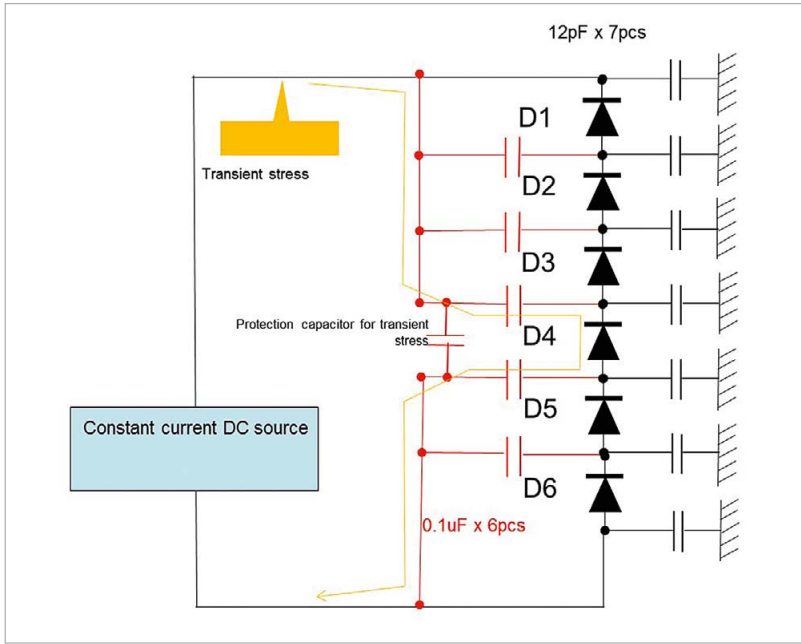 12pF x 7pcs
D1
Transient stress
D2
D3
Protection capacitor for transient
stress
D4
Constant current DC source
D5
D6
0.1uF x 6pcs